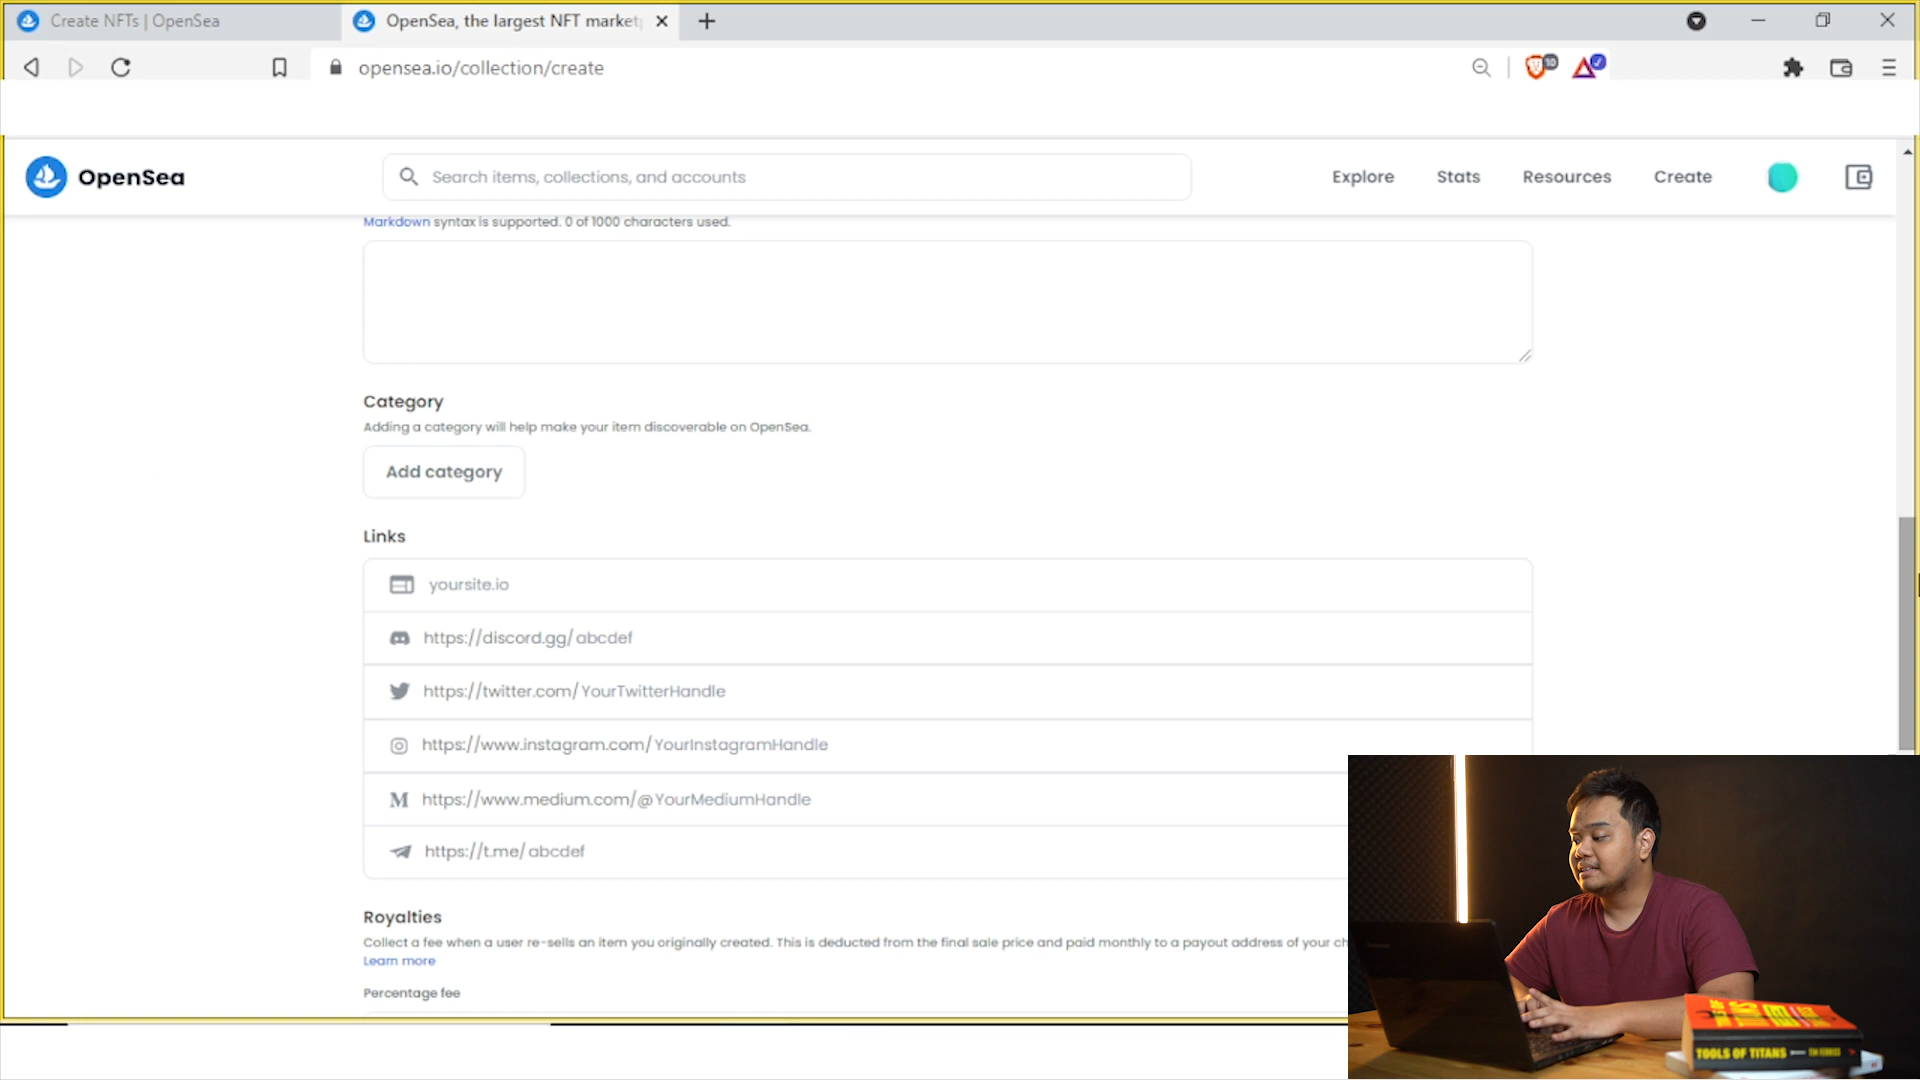 Create NFTs | OpenSea
OpenSea, the largest NFT market
opensea.io/collection/create
10
OpenSea
Search items, collections, and accounts
Explore
Stats
Resources
Create
Markdown syntax is supported. 0 of 1000 characters used.
Category
Adding a category will help make your item discoverable on OpenSea.
Add category
Links
yoursite.io
https://discord.gg/abcdef
https://twitter.com/YourTwitterHandle
https://www.instagram.com/YourInstagramHandle
https://www.medium.com/@YourMediumHandle
https://t.me/abcdef
Royalties
Collect a fee when a user re-sells an item you originally created. This is deducted from the final sale price and paid monthly to a payout address of your ch
Learn more
Percentage fee
TOOLS OF TITANS
TIM FERRISS